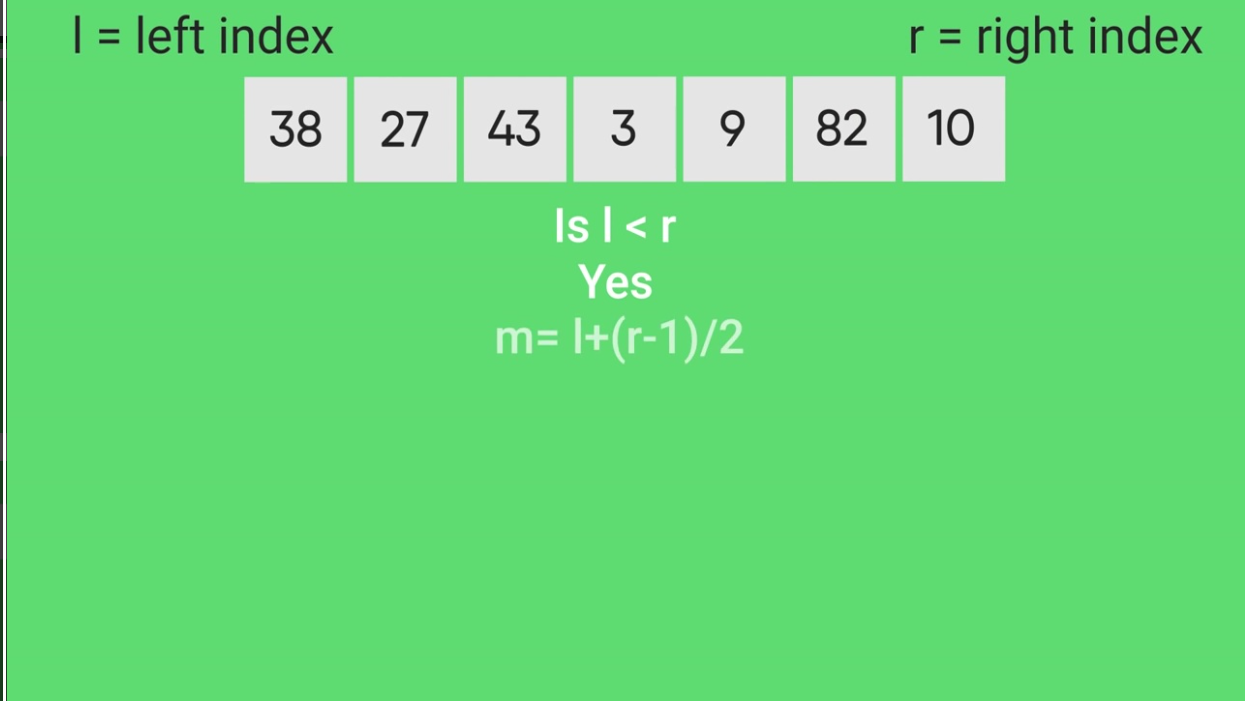 l = left index
r = right index
38 27 43 3 9 82 10
Is l < r
Yes
m= l+(r-1)/2